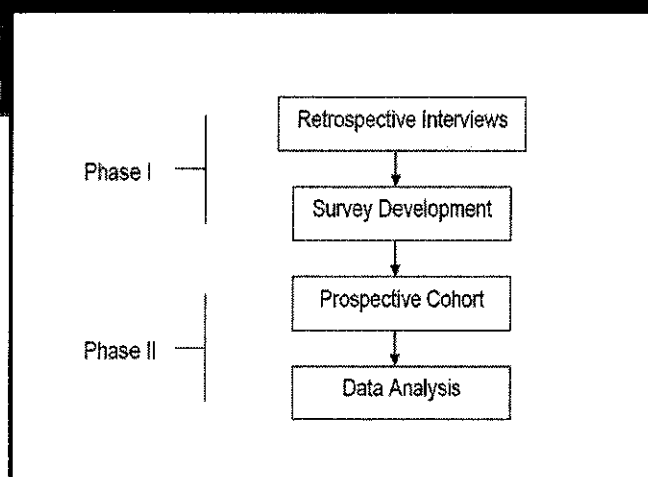 Retrospective Interviews
Phase I
Survey Development
Prospective Cohort
Phase II
Data Analysis